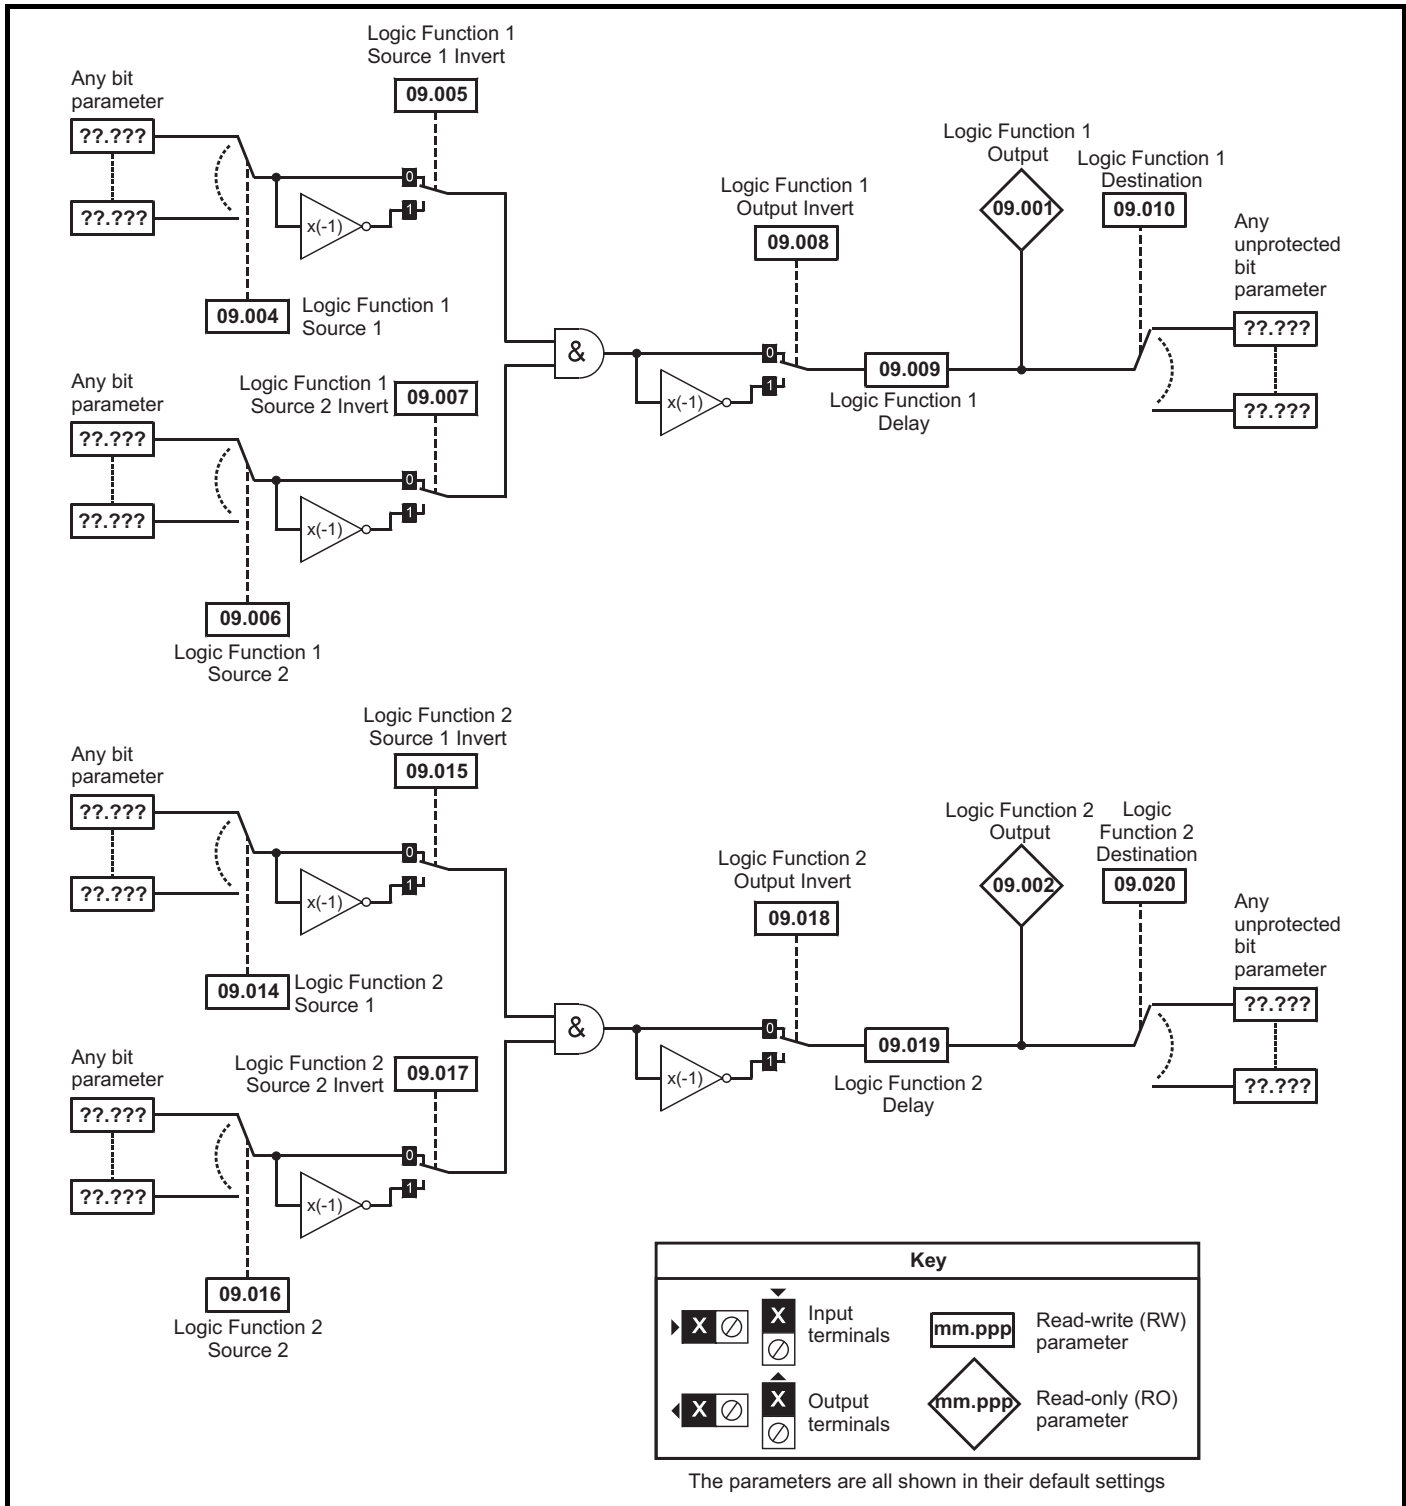 Logic Function 1
Source 1 Invert
09.005
Any bit
parameter
??.???
??.???
0
1
x(-1)
09.004
Logic Function 1
Source 1
Any bit
parameter
??.???
??.???
Logic Function 1
Source 2 Invert
09.007
0
1
x(-1)
09.006
Logic Function 1
Source 2
&
Logic Function 1
Output Invert
09.008
0
1
x(-1)
09.009
Logic Function 1
Delay
Logic Function 1
Output
09.001
Logic Function 1
Destination
09.010
Any
unprotected
bit
parameter
??.???
??.???
Logic Function 2
Source 1 Invert
09.015
Any bit
parameter
??.???
??.???
0
1
x(-1)
09.014
Logic Function 2
Source 1
Any bit
parameter
??.???
??.???
Logic Function 2
Source 2 Invert
09.017
0
1
x(-1)
09.016
Logic Function 2
Source 2
&
Logic Function 2
Output Invert
09.018
0
1
x(-1)
09.019
Logic Function 2
Delay
Logic Function 2
Output
09.002
Logic
Function 2
Destination
09.020
Any
unprotected
bit
parameter
??.???
??.???
Key
X
X
Input
terminals
mm.ppp
Read-write (RW)
parameter
X
X
Output
terminals
mm.ppp
Read-only (RO)
parameter
The parameters are all shown in their default settings